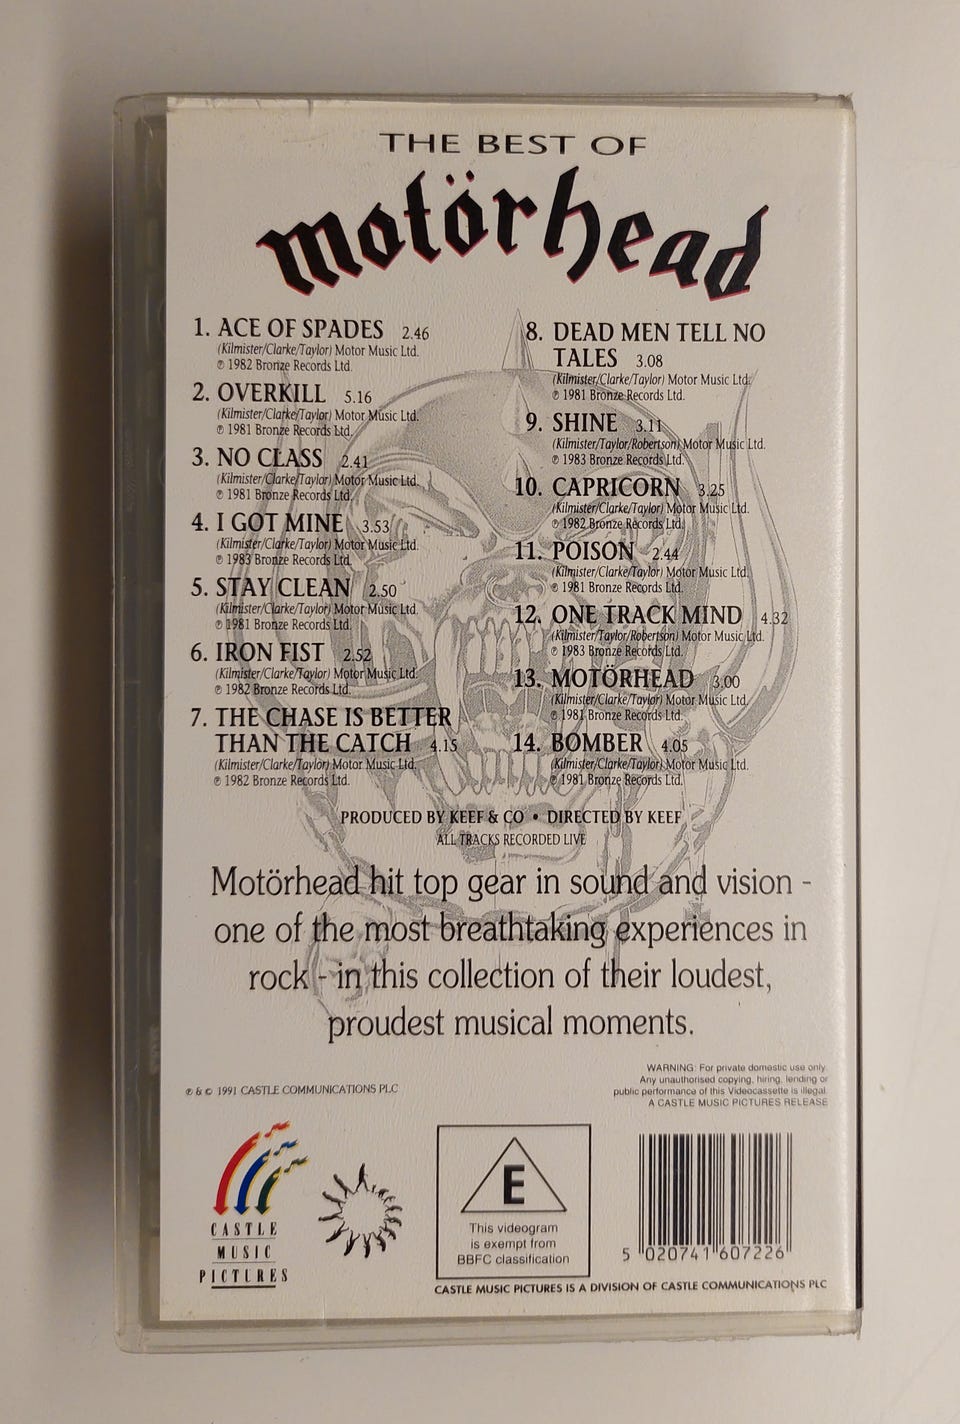 THE BEST OF
motörhead
1. ACE OF SPADES 2.46
(Kilmister/Clarke/Taylor) Motor Music Ltd.
℗ 1982 Bronze Records Ltd.
2. OVERKILL 5.16
(Kilmister/Clarke/Taylor) Motor Music Ltd.
℗ 1981 Bronze Records Ltd.
3. NO CLASS 2.41
(Kilmister/Clarke/Taylor) Motor Music Ltd.
℗ 1981 Bronze Records Ltd.
4. I GOT MINE 3.53
(Kilmister/Clarke/Taylor) Motor Music Ltd.
℗ 1983 Bronze Records Ltd.
5. STAY CLEAN 2.50
(Kilmister/Clarke/Taylor) Motor Music Ltd.
℗ 1981 Bronze Records Ltd.
6. IRON FIST 2.52
(Kilmister/Clarke/Taylor) Motor Music Ltd.
℗ 1982 Bronze Records Ltd.
7. THE CHASE IS BETTER
THAN THE CATCH 4.15
(Kilmister/Clarke/Taylor) Motor Music Ltd.
℗ 1982 Bronze Records Ltd.
8. DEAD MEN TELL NO
TALES 3.08
(Kilmister/Clarke/Taylor) Motor Music Ltd.
℗ 1981 Bronze Records Ltd.
9. SHINE 3.11
(Kilmister/Taylor/Robertson) Motor Music Ltd.
℗ 1983 Bronze Records Ltd.
10. CAPRICORN 3.25
(Kilmister/Clarke/Taylor) Motor Music Ltd.
℗ 1982 Bronze Records Ltd.
11. POISON 2.44
(Kilmister/Clarke/Taylor) Motor Music Ltd.
℗ 1981 Bronze Records Ltd.
12. ONE TRACK MIND 4.32
(Kilmister/Taylor/Robertson) Motor Music Ltd.
℗ 1983 Bronze Records Ltd.
13. MOTÖRHEAD 3.00
(Kilmister/Clarke/Taylor) Motor Music Ltd.
℗ 1981 Bronze Records Ltd.
14. BOMBER 4.05
(Kilmister/Clarke/Taylor) Motor Music Ltd.
℗ 1981 Bronze Records Ltd.
PRODUCED BY KEEF & CO • DIRECTED BY KEEF
ALL TRACKS RECORDED LIVE
Motörhead hit top gear in sound and vision -
one of the most breathtaking experiences in
rock - in this collection of their loudest,
proudest musical moments.
℗ & © 1991 CASTLE COMMUNICATIONS PLC
WARNING: For private domestic use only.
Any unauthorised copying, hiring, lending or
public performance of this Videocassette is illegal.
A CASTLE MUSIC PICTURES RELEASE
CASTLE
MUSIC
PICTURES
E
This videogram
is exempt from
BBFC classification
5 020741 607226
CASTLE MUSIC PICTURES IS A DIVISION OF CASTLE COMMUNICATIONS PLC